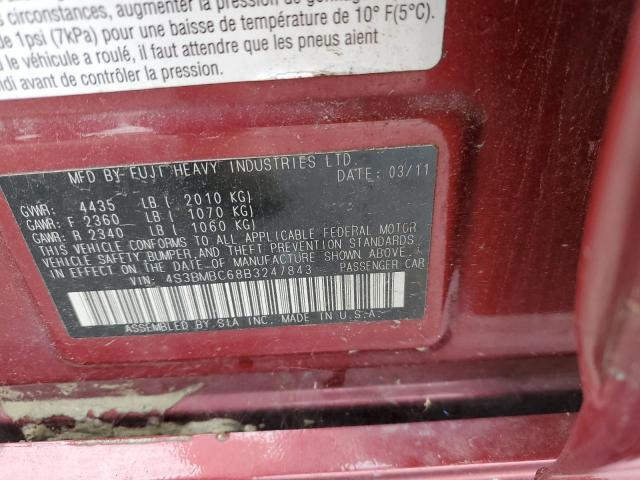 s circonstances, augmenter la pression de
de 1psi (7kPa) pour une baisse de température de 10° F(5°C).
le véhicule a roulé, il faut attendre que les pneus aient
di avant de contrôler la pression.
MFD BY FUJI HEAVY INDUSTRIES LTD.
DATE: 03/11
GVWR: 4435 LB ( 2010 KG)
GAWR: F 2360 LB ( 1070 KG)
GAWR: R 2340 LB ( 1060 KG)
THIS VEHICLE CONFORMS TO ALL APPLICABLE FEDERAL MOTOR
VEHICLE SAFETY, BUMPER, AND THEFT PREVENTION STANDARDS
IN EFFECT ON THE DATE OF MANUFACTURE SHOWN ABOVE.
VIN: 4S3BMBC68B3247843 PASSENGER CAR
ASSEMBLED BY SIA INC. MADE IN U.S.A.